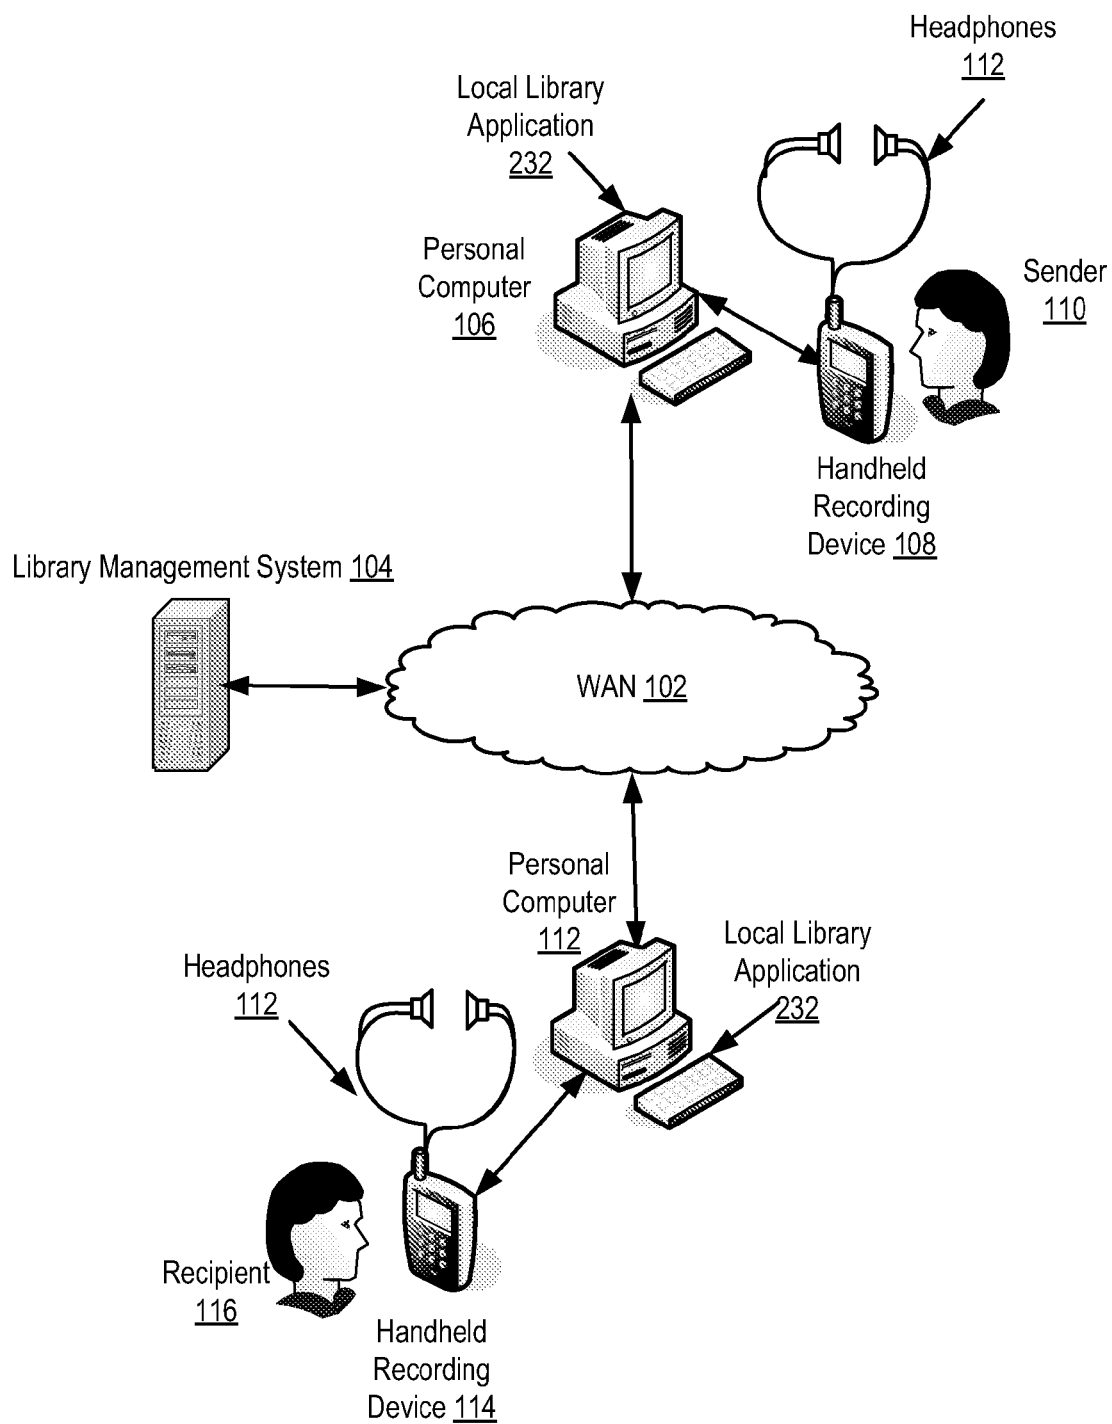 Headphones
112
Local Library
Application
232
Personal
Computer
106
Sender
110
Handheld
Recording
Device 108
Library Management System 104
WAN 102
Personal
Computer
112
Local Library
Application
232
Headphones
112
Recipient
116
Handheld
Recording
Device 114